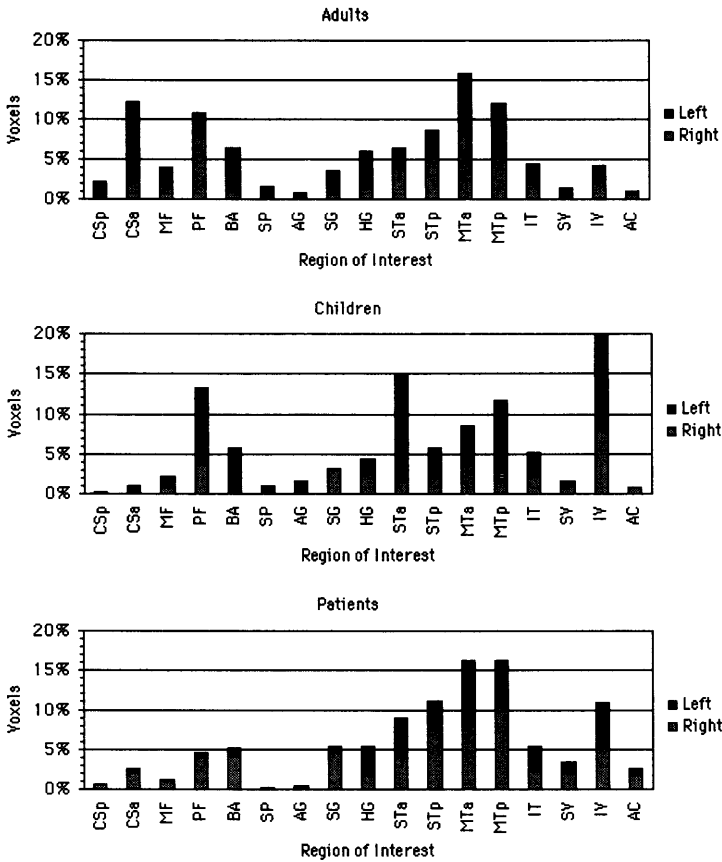 Adults
20%
15%
10%
5%
0%
Voxels
CSp CSa MF PF BA SP AG SG HG STa STp MTa MTp IT SV IV AC
Region of Interest
Left
Right
Children
20%
15%
10%
5%
0%
Voxels
CSp CSa MF PF BA SP AG SG HG STa STp MTa MTp IT SV IV AC
Region of Interest
Left
Right
Patients
20%
15%
10%
5%
0%
Voxels
CSp CSa MF PF BA SP AG SG HG STa STp MTa MTp IT SV IV AC
Region of Interest
Left
Right